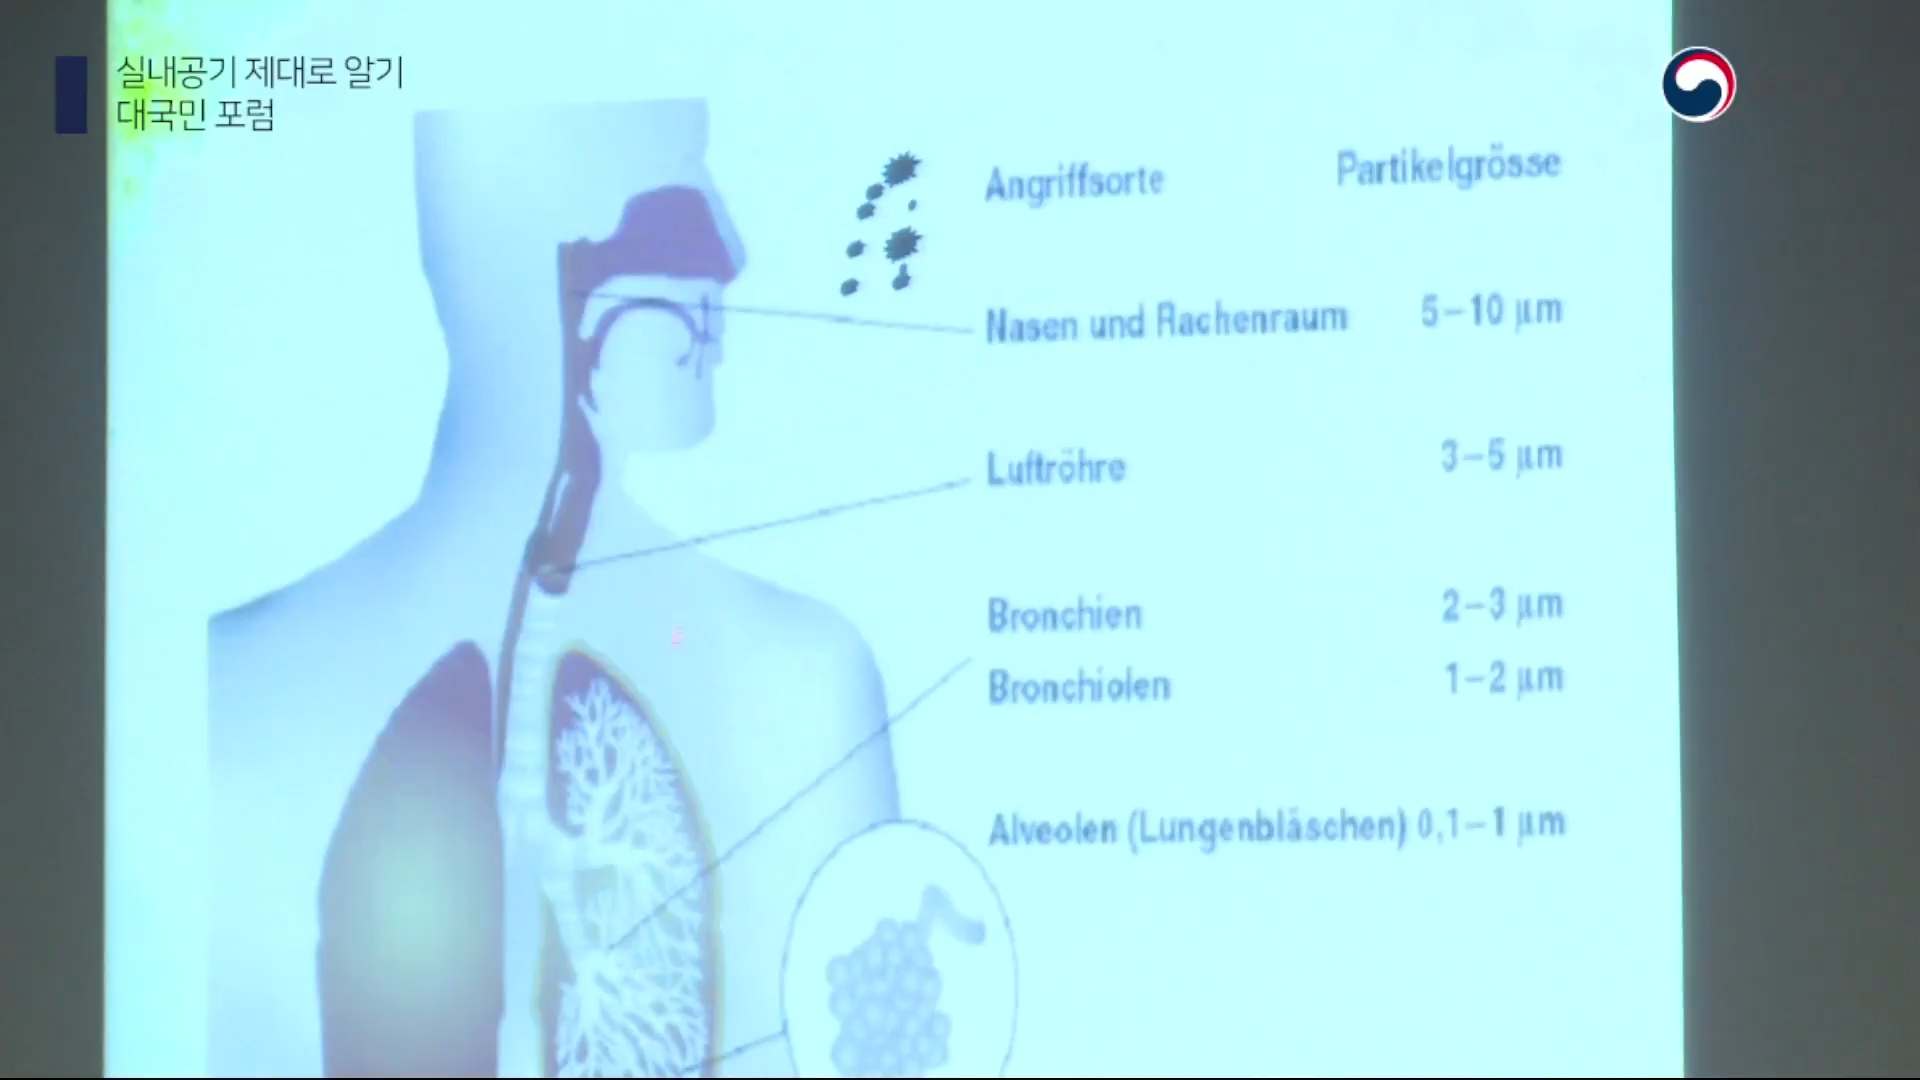 실내공기 제대로 알기
대국민 포럼
Angriffsorte Partikelgrösse
Nasen und Rachenraum 5–10 µm
Luftröhre 3–5 µm
Bronchien 2–3 µm
Bronchiolen 1–2 µm
Alveolen (Lungenbläschen) 0,1–1 µm